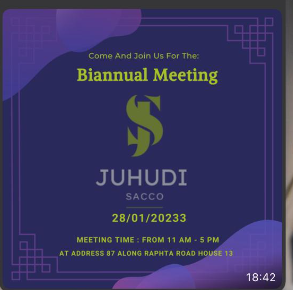 Come And Join Us For The:
Biannual Meeting
JUHUDI
SACCO
28/01/20233
MEETING TIME : FROM 11 AM - 5 PM
AT ADDRESS 87 ALONG RAPHTA ROAD HOUSE 13
18:42